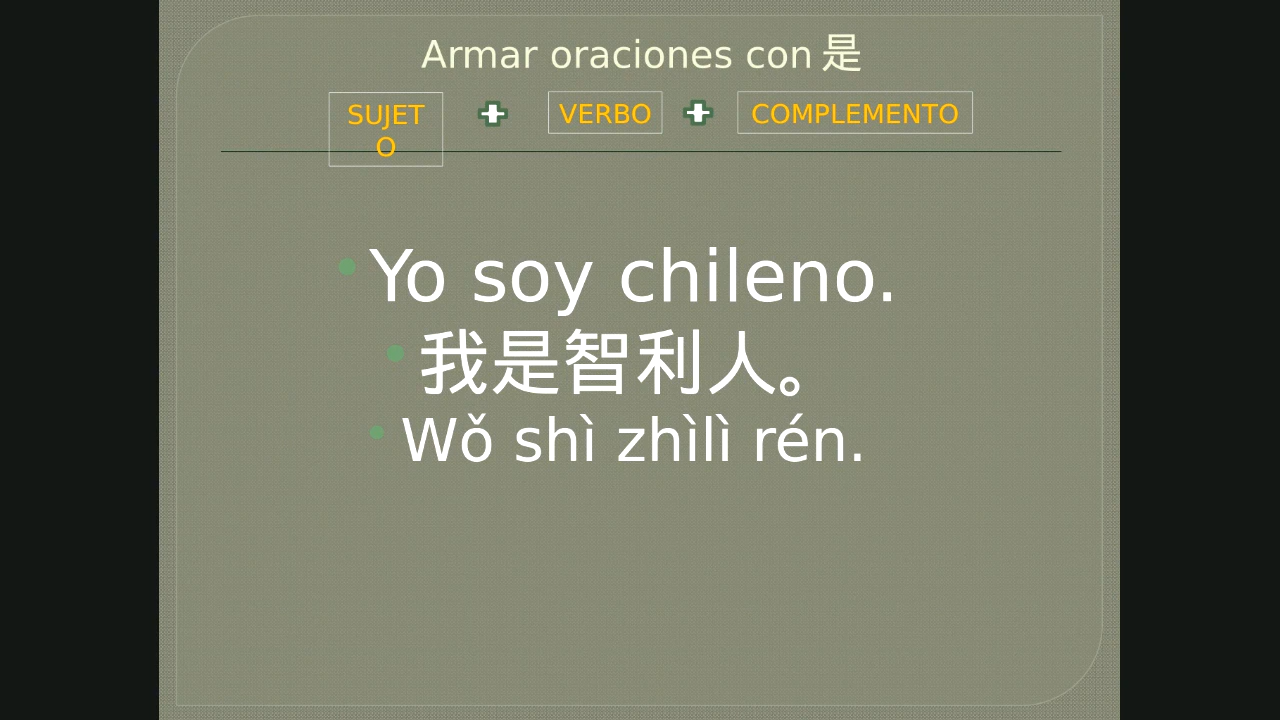 Armar oraciones con 是
SUJET
O
VERBO
COMPLEMENTO
Yo soy chileno.
我是智利人。
Wǒ shì zhìlì rén.